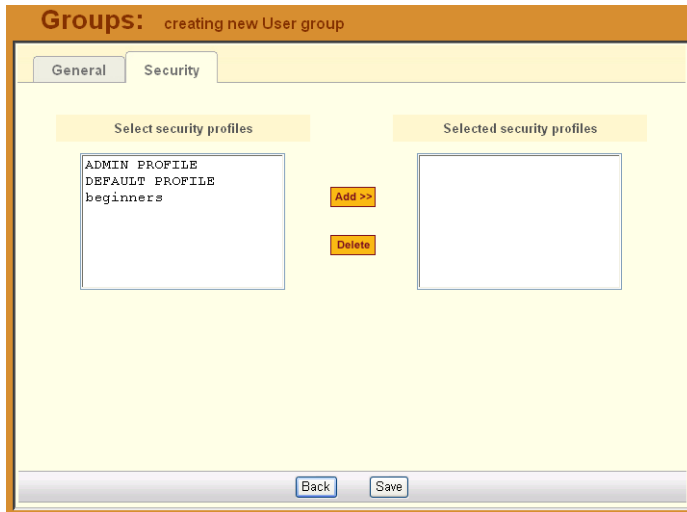 Groups: creating new User group
General Security
Select security profiles
Selected security profiles
ADMIN PROFILE
DEFAULT PROFILE
beginners
Add >>
Delete
Back Save